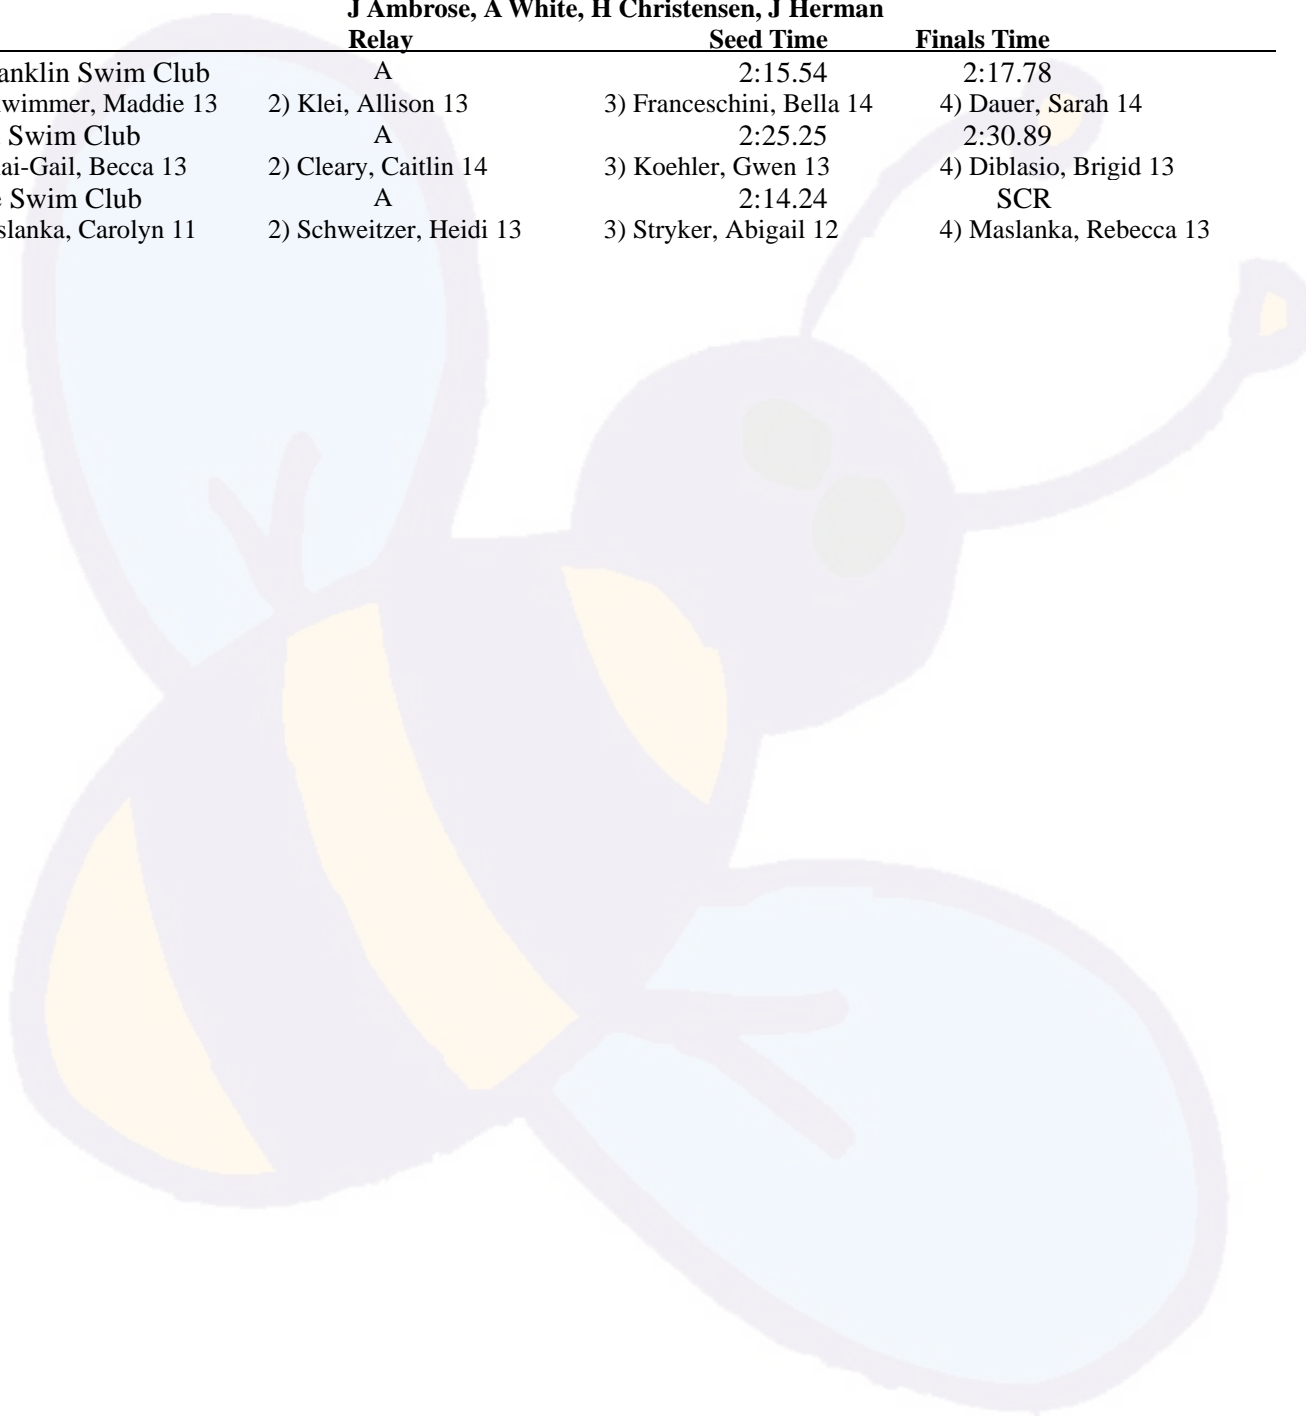 J Ambrose, A White, H Christensen, J Herman
Relay Seed Time Finals Time
anklin Swim Club A 2:15.54 2:17.78
wimmer, Maddie 13 2) Klei, Allison 13 3) Franceschini, Bella 14 4) Dauer, Sarah 14
Swim Club A 2:25.25 2:30.89
ai-Gail, Becca 13 2) Cleary, Caitlin 14 3) Koehler, Gwen 13 4) Diblasio, Brigid 13
e Swim Club A 2:14.24 SCR
slanka, Carolyn 11 2) Schweitzer, Heidi 13 3) Stryker, Abigail 12 4) Maslanka, Rebecca 13